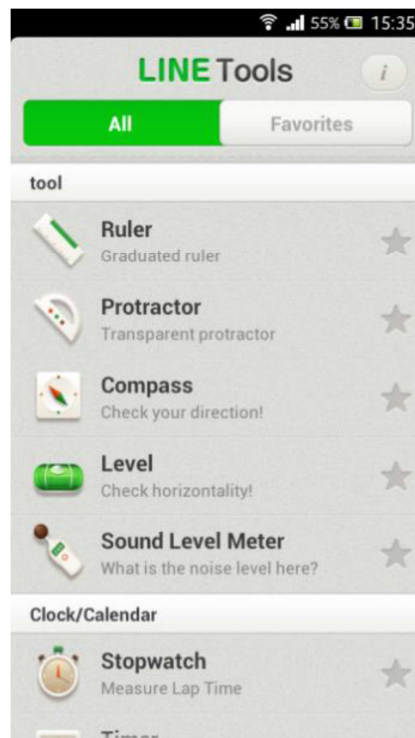 55% 15:35
LINE Tools
i
All
Favorites
tool
Ruler
Graduated ruler
Protractor
Transparent protractor
Compass
Check your direction!
Level
Check horizontality!
Sound Level Meter
What is the noise level here?
Clock/Calendar
Stopwatch
Measure Lap Time
Timer